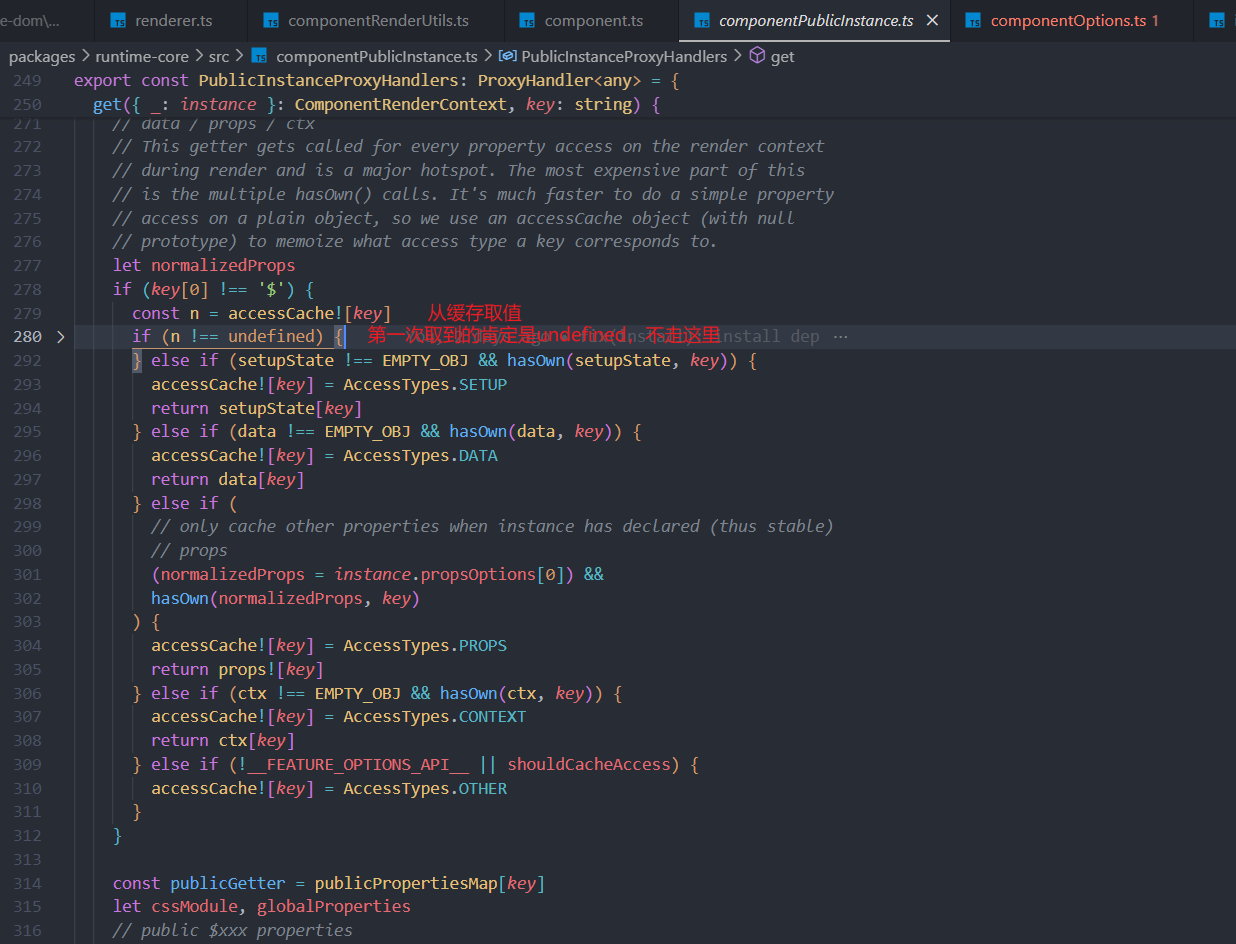 e-dom\...
TS renderer.ts
TS componentRenderUtils.ts
TS component.ts
TS componentPublicInstance.ts ×
TS componentOptions.ts 1
TS
packages > runtime-core > src > TS componentPublicInstance.ts > PublicInstanceProxyHandlers > get
249 export const PublicInstanceProxyHandlers: ProxyHandler<any> = {
250 get({ _: instance }: ComponentRenderContext, key: string) {
271 // data / props / ctx
272 // This getter gets called for every property access on the render context
273 // during render and is a major hotspot. The most expensive part of this
274 // is the multiple hasOwn() calls. It's much faster to do a simple property
275 // access on a plain object, so we use an accessCache object (with null
276 // prototype) to memoize what access type a key corresponds to.
277 let normalizedProps
278 if (key[0] !== '$') {
279 const n = accessCache![key] 从缓存取值
280 if (n !== undefined) { 第一次取到的肯定是undefined，不走这里 install dep ···
292 } else if (setupState !== EMPTY_OBJ && hasOwn(setupState, key)) {
293 accessCache![key] = AccessTypes.SETUP
294 return setupState[key]
295 } else if (data !== EMPTY_OBJ && hasOwn(data, key)) {
296 accessCache![key] = AccessTypes.DATA
297 return data[key]
298 } else if (
299 // only cache other properties when instance has declared (thus stable)
300 // props
301 (normalizedProps = instance.propsOptions[0]) &&
302 hasOwn(normalizedProps, key)
303 ) {
304 accessCache![key] = AccessTypes.PROPS
305 return props![key]
306 } else if (ctx !== EMPTY_OBJ && hasOwn(ctx, key)) {
307 accessCache![key] = AccessTypes.CONTEXT
308 return ctx[key]
309 } else if (!__FEATURE_OPTIONS_API__ || shouldCacheAccess) {
310 accessCache![key] = AccessTypes.OTHER
311 }
312 }
313
314 const publicGetter = publicPropertiesMap[key]
315 let cssModule, globalProperties
316 // public $xxx properties